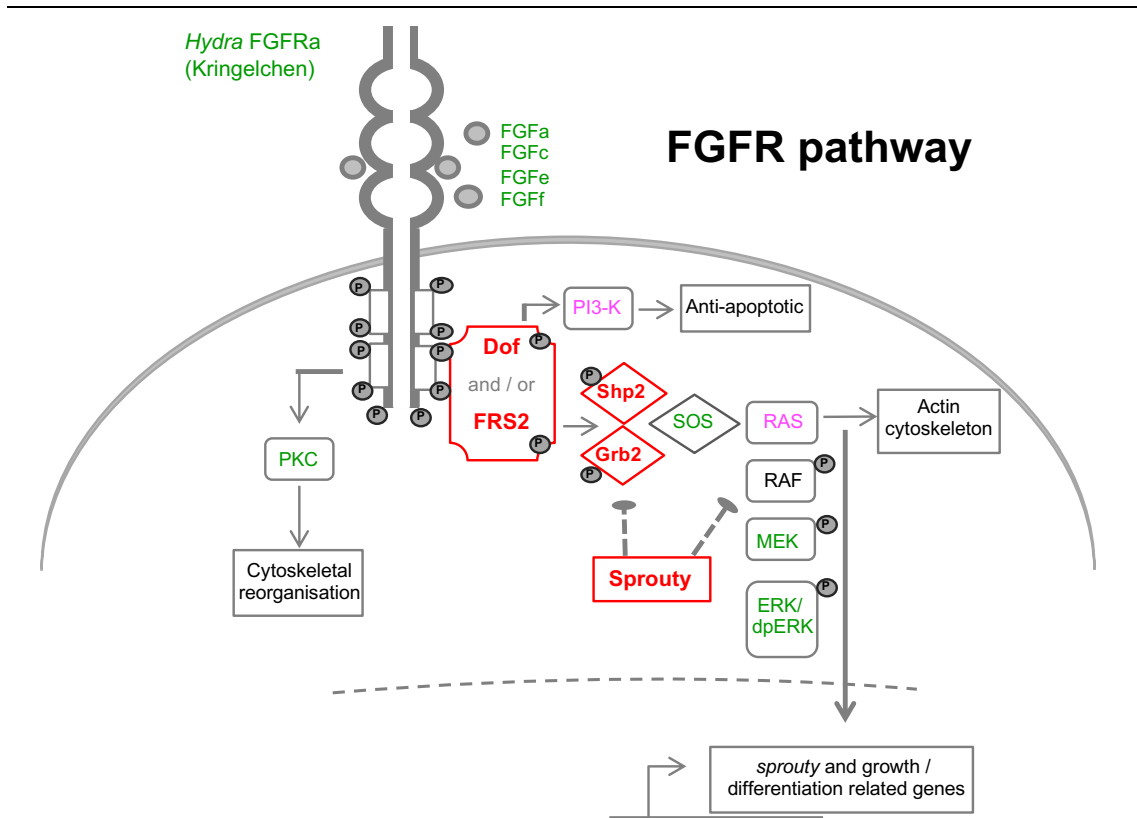 Hydra FGFRa
(Kringelchen)
FGFa
FGFc
FGFe
FGFf
FGFR pathway
P
P
P
P
P
P
P
P
P
P
PI3-K
Anti-apoptotic
Dof
P
and / or
FRS2
P
P
Shp2
Grb2
P
SOS
RAS
Actin
cytoskeleton
RAF
P
MEK
P
ERK/
dpERK
P
PKC
Cytoskeletal
reorganisation
Sprouty
sprouty and growth /
differentiation related genes